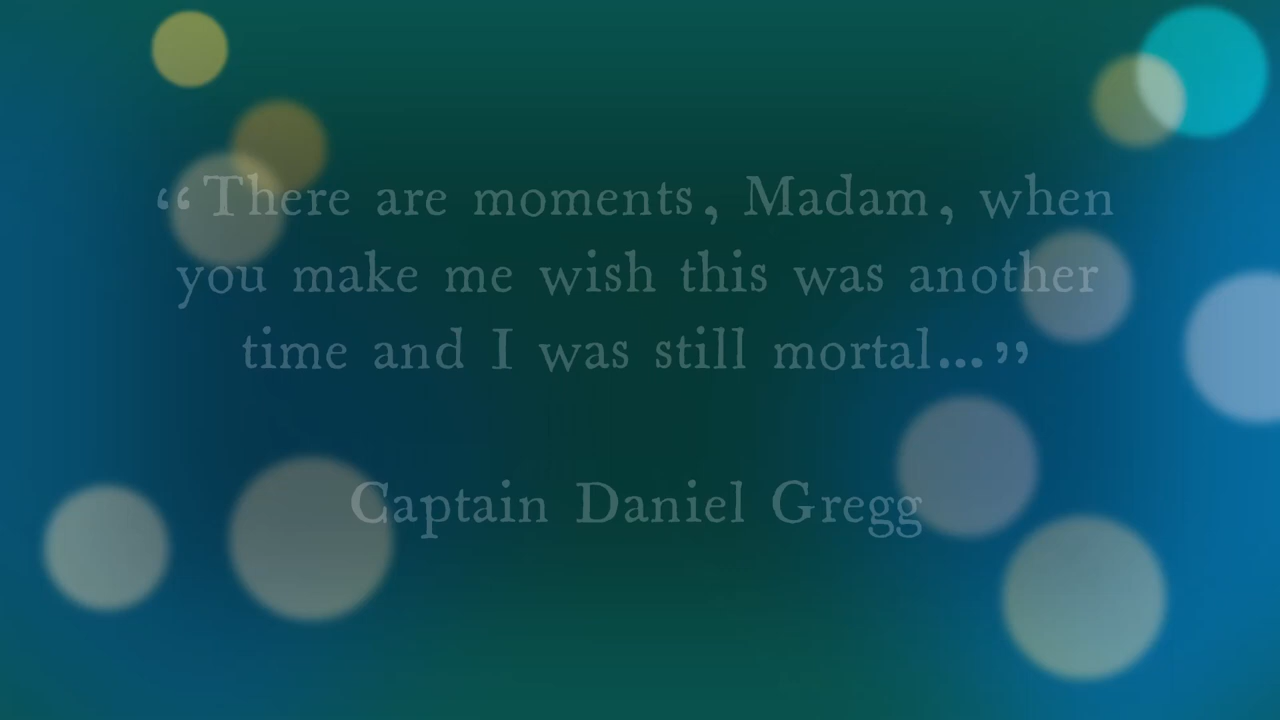 “There are moments, Madam, when
you make me wish this was another
time and I was still mortal...”
Captain Daniel Gregg